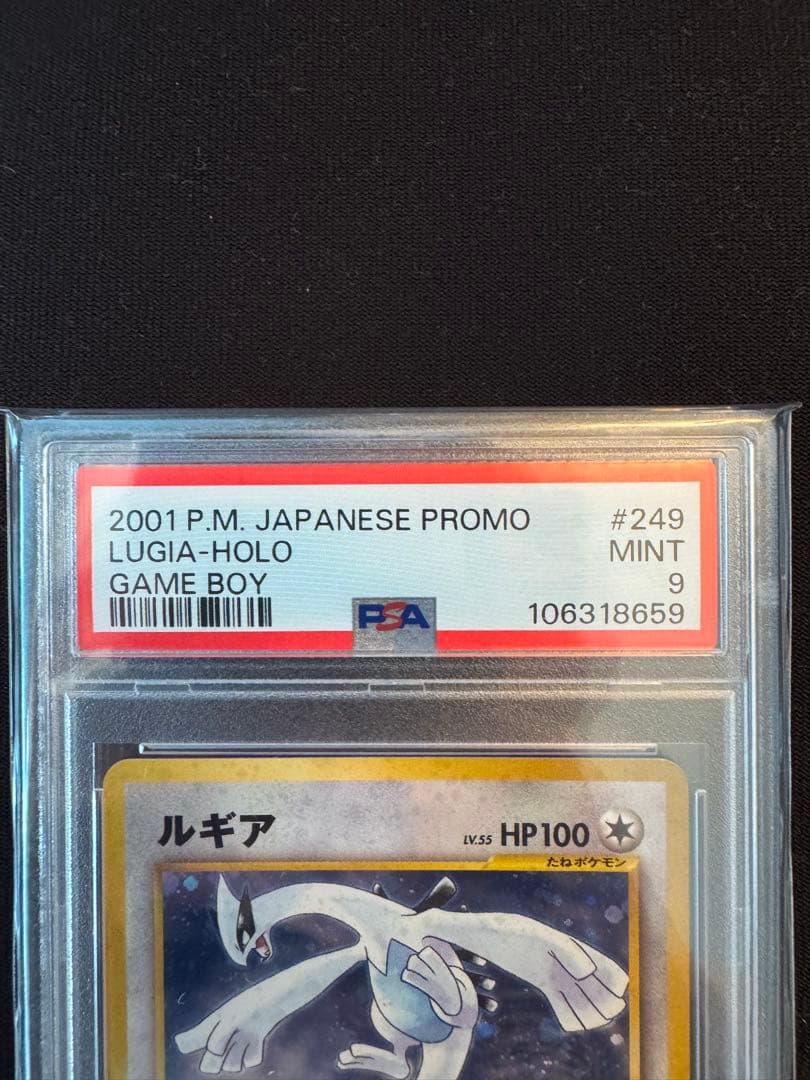 2001 P.M. JAPANESE PROMO #249
LUGIA-HOLO MINT
GAME BOY 9
PSA 106318659
ルギア LV.55 HP100
たねポケモン